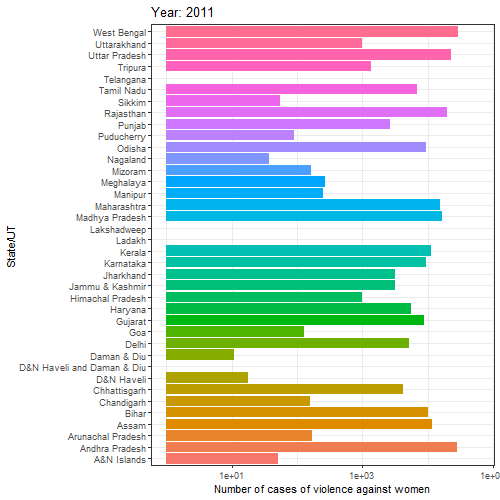 Year: 2011
West Bengal
Uttarakhand
Uttar Pradesh
Tripura
Telangana
Tamil Nadu
Sikkim
Rajasthan
Punjab
Puducherry
Odisha
Nagaland
Mizoram
Meghalaya
Manipur
Maharashtra
Madhya Pradesh
Lakshadweep
Ladakh
Kerala
Karnataka
Jharkhand
Jammu & Kashmir
Himachal Pradesh
Haryana
Gujarat
Goa
Delhi
Daman & Diu
D&N Haveli and Daman & Diu
D&N Haveli
Chhattisgarh
Chandigarh
Bihar
Assam
Arunachal Pradesh
Andhra Pradesh
A&N Islands
State/UT
1e+01 1e+03 1e+0
Number of cases of violence against women